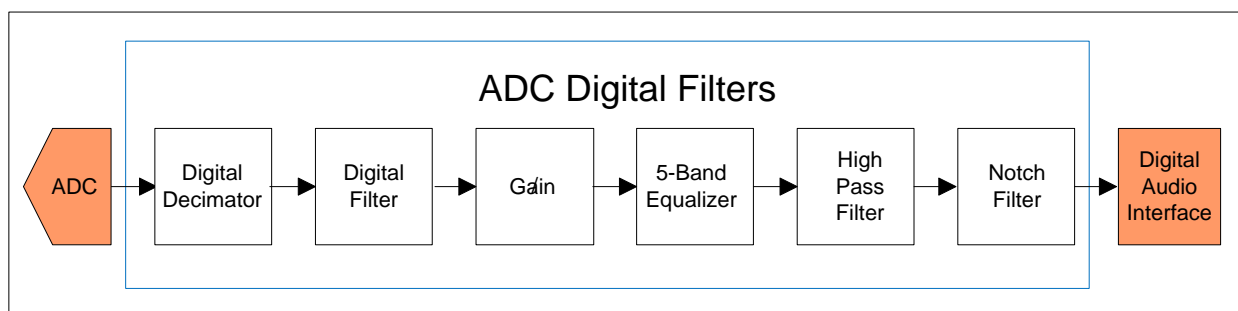 ADC Digital Filters
ADC
Digital
Decimator
Digital
Filter
Gain
5-Band
Equalizer
High
Pass
Filter
Notch
Filter
Digital
Audio
Interface